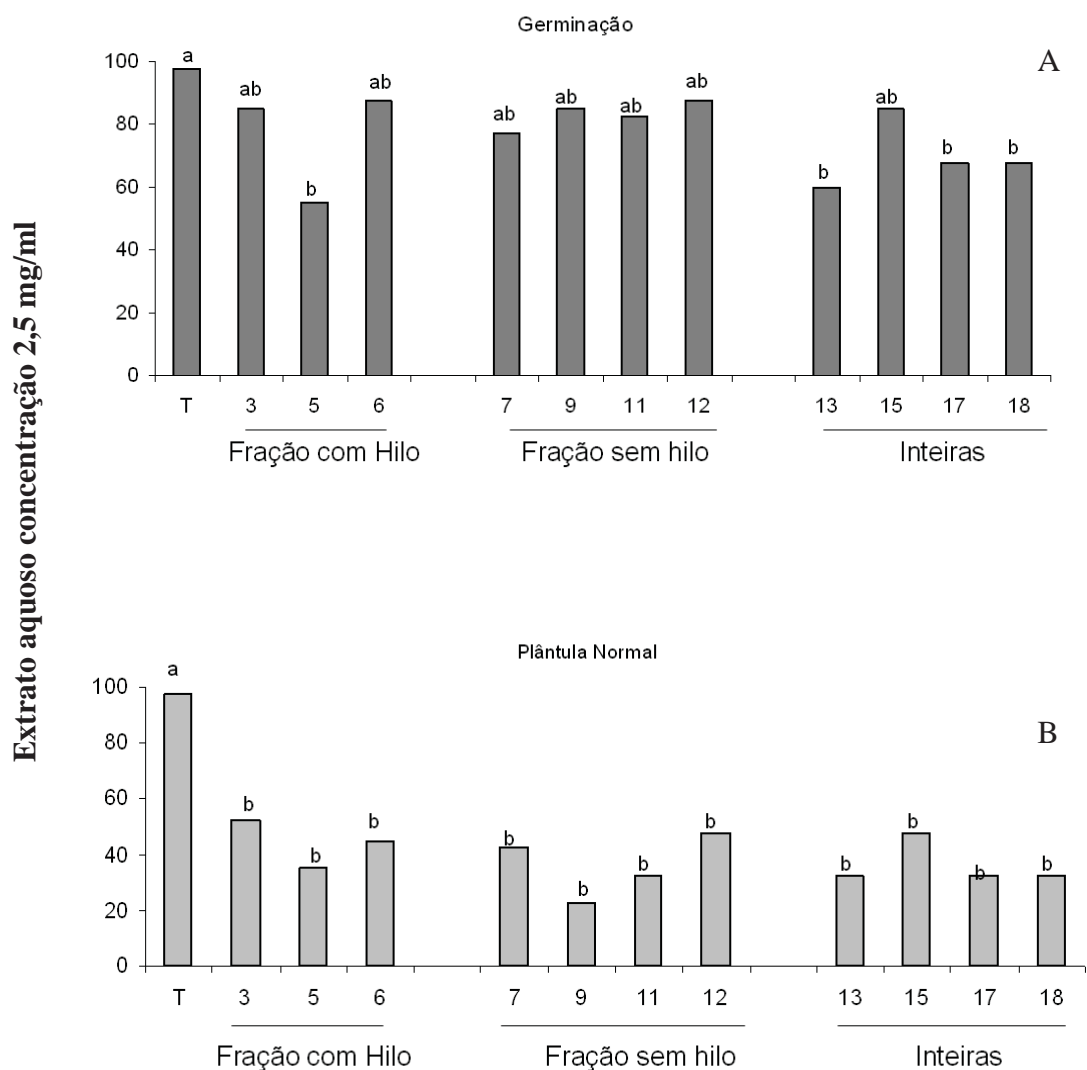 Extrato aquoso concentração 2,5 mg/ml
Germinação
A
100
80
60
40
20
0
a
ab
b
ab
ab
ab
ab
ab
b
ab
b
b
T 3 5 6 7 9 11 12 13 15 17 18
Fração com Hilo Fração sem hilo Inteiras
Plântula Normal
B
100
80
60
40
20
0
a
b
b
b
b
b
b
b
b
b
b
b
T 3 5 6 7 9 11 12 13 15 17 18
Fração com Hilo Fração sem hilo Inteiras